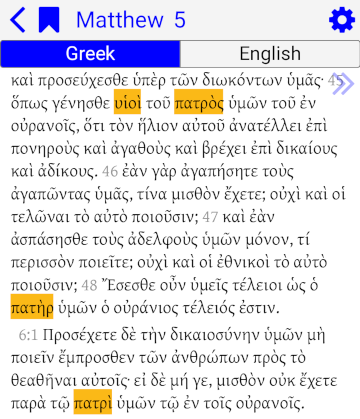 Matthew 5
Greek English
καὶ προσεύχεσθε ὑπὲρ τῶν διωκόντων ὑμᾶς· 45
ὅπως γένησθε υἱοὶ τοῦ πατρὸς ὑμῶν τοῦ ἐν
οὐρανοῖς, ὅτι τὸν ἥλιον αὐτοῦ ἀνατέλλει ἐπὶ
πονηροὺς καὶ ἀγαθοὺς καὶ βρέχει ἐπὶ δικαίους
καὶ ἀδίκους. 46 ἐὰν γὰρ ἀγαπήσητε τοὺς
ἀγαπῶντας ὑμᾶς, τίνα μισθὸν ἔχετε; οὐχὶ καὶ οἱ
τελῶναι τὸ αὐτὸ ποιοῦσιν; 47 καὶ ἐὰν
ἀσπάσησθε τοὺς ἀδελφοὺς ὑμῶν μόνον, τί
περισσὸν ποιεῖτε; οὐχὶ καὶ οἱ ἐθνικοὶ τὸ αὐτὸ
ποιοῦσιν; 48 Ἔσεσθε οὖν ὑμεῖς τέλειοι ὡς ὁ
πατὴρ ὑμῶν ὁ οὐράνιος τέλειός ἐστιν.
6:1 Προσέχετε δὲ τὴν δικαιοσύνην ὑμῶν μὴ
ποιεῖν ἔμπροσθεν τῶν ἀνθρώπων πρὸς τὸ
θεαθῆναι αὐτοῖς· εἰ δὲ μή γε, μισθὸν οὐκ ἔχετε
παρὰ τῷ πατρὶ ὑμῶν τῷ ἐν τοῖς οὐρανοῖς.